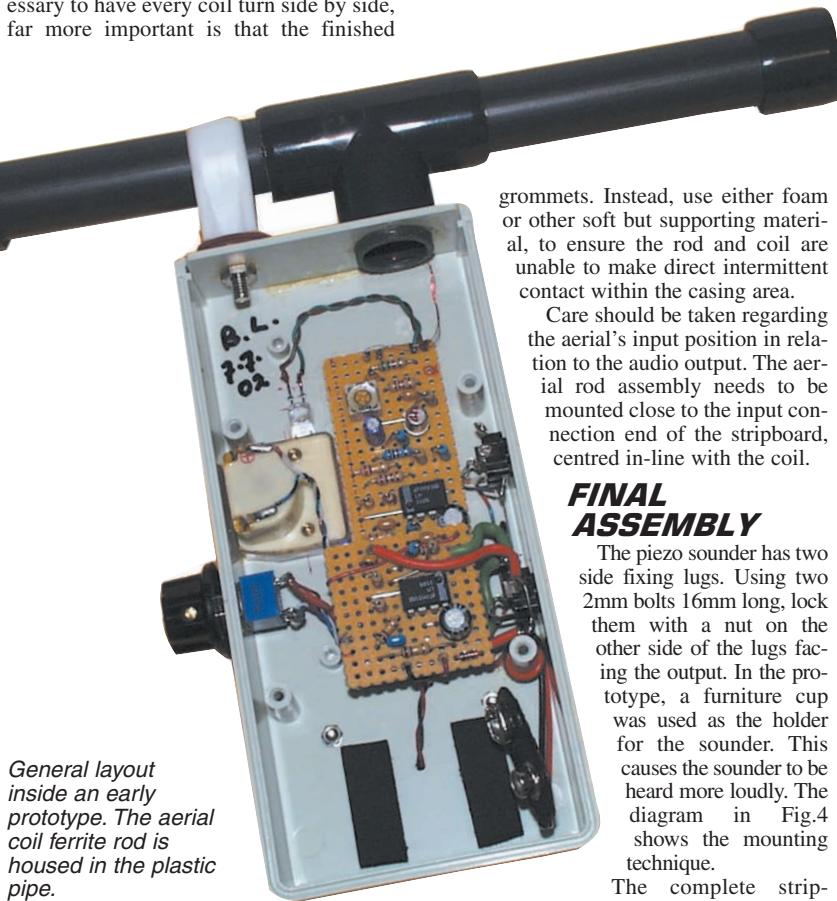 essary to have every coil turn side by side,
far more important is that the finished
grommets. Instead, use either foam
or other soft but supporting materi-
al, to ensure the rod and coil are
unable to make direct intermittent
contact within the casing area.
Care should be taken regarding
the aerial's input position in rela-
tion to the audio output. The aer-
ial rod assembly needs to be
mounted close to the input con-
nection end of the stripboard,
centred in-line with the coil.
FINAL
ASSEMBLY
The piezo sounder has two
side fixing lugs. Using two
2mm bolts 16mm long, lock
them with a nut on the
other side of the lugs fac-
ing the output. In the pro-
totype, a furniture cup
was used as the holder
for the sounder. This
causes the sounder to be
heard more loudly. The
diagram in Fig.4
shows the mounting
technique.
The complete strip-
B.L.
7.7.
02
General layout
inside an early
prototype. The aerial
coil ferrite rod is
housed in the plastic
pipe.